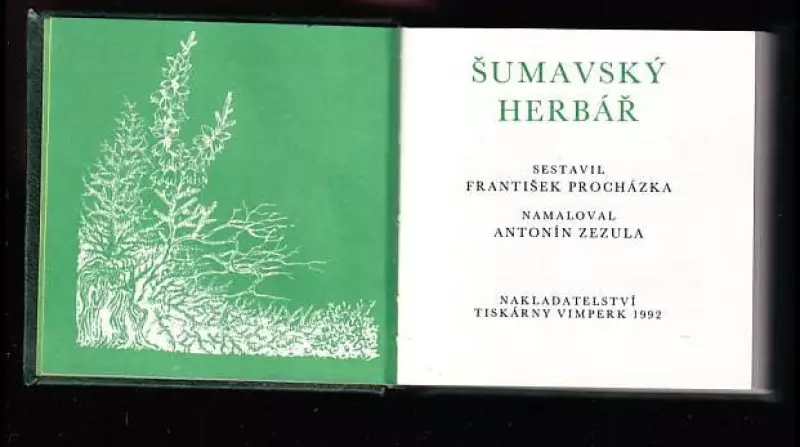 ŠUMAVSKÝ
HERBÁŘ
SESTAVIL
FRANTIŠEK PROCHÁZKA
NAMALOVAL
ANTONÍN ZEZULA
NAKLADATELSTVÍ
TISKÁRNY VIMPERK 1992